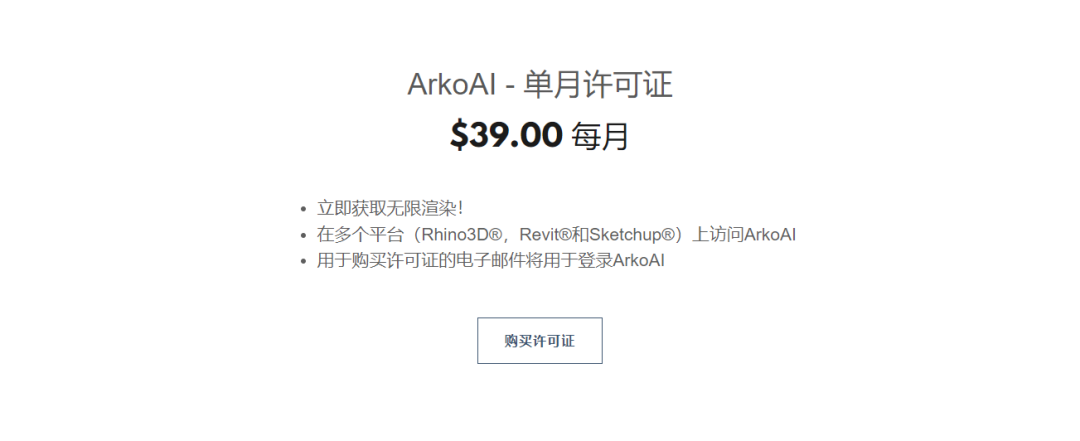 ArkoAI - 单月许可证
$39.00 每月
• 立即获取无限渲染！
• 在多个平台（Rhino3D®，Revit®和Sketchup®）上访问ArkoAI
• 用于购买许可证的电子邮件将用于登录ArkoAI
购买许可证